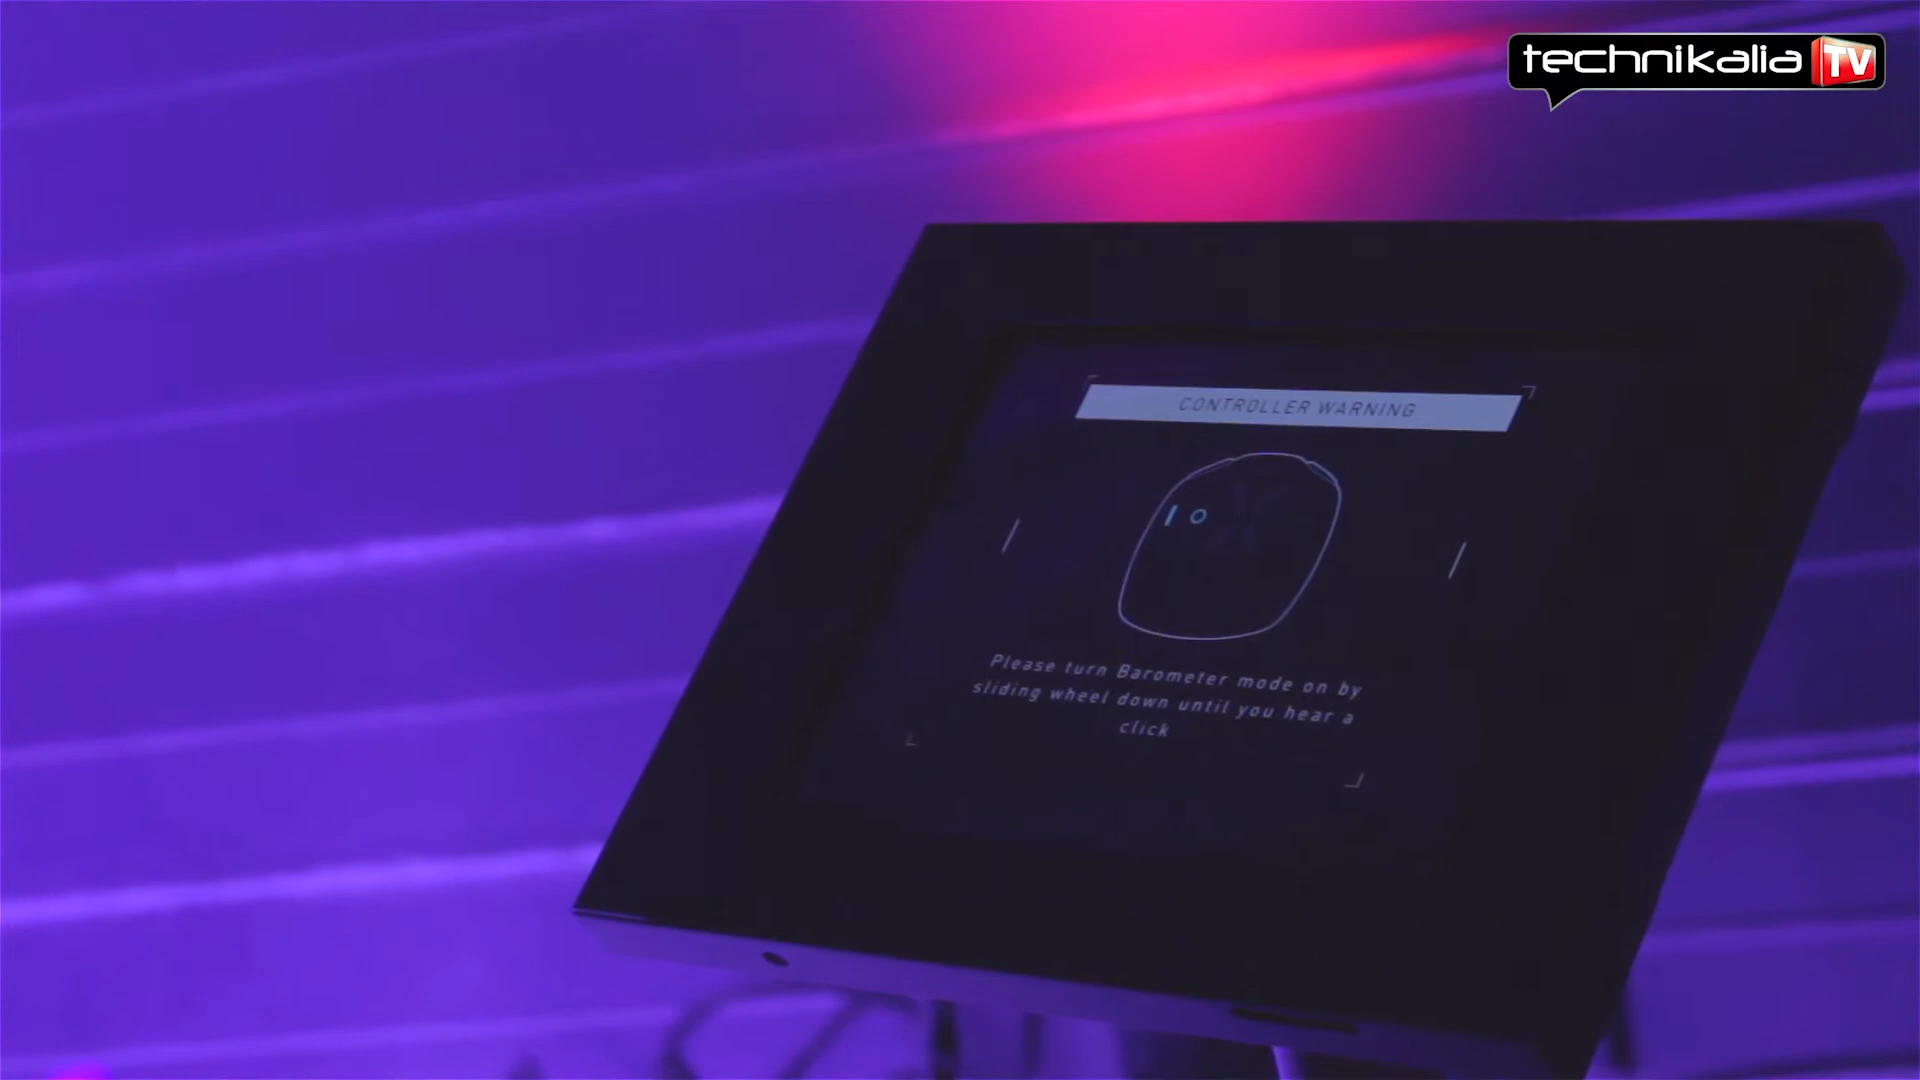 technikalia TV
CONTROLLER WARNING
Please turn Barometer mode on by
sliding wheel down until you hear a
click